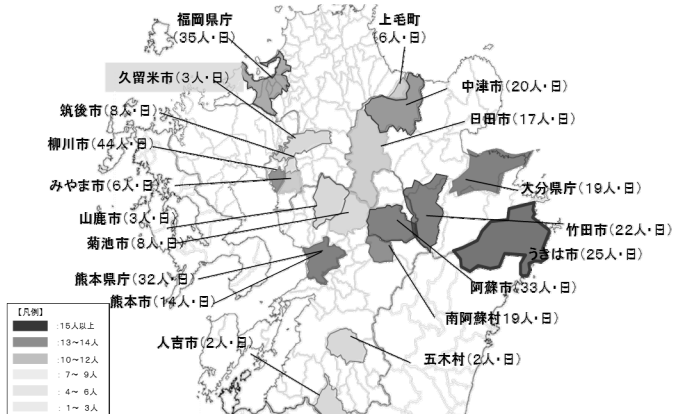 福岡県庁
(35人・日)
上毛町
(6人・日)
久留米市(3人・日)
中津市(20人・日)
筑後市(8人・日)
日田市(17人・日)
柳川市(44人・日)
みやま市(6人・日)
大分県庁(19人・日)
山鹿市(3人・日)
竹田市(22人・日)
菊池市(8人・日)
うきは市(25人・日)
熊本県庁(32人・日)
阿蘇市(33人・日)
熊本市(14人・日)
南阿蘇村19人・日)
人吉市(2人・日)
五木村(2人・日)
【凡例】
:15人以上
:13～14人
:10～12人
: 7～ 9人
: 4～ 6人
: 1～ 3人